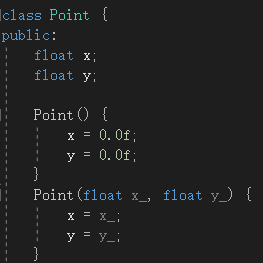 class Point {
public:
    float x;
    float y;

    Point() {
        x = 0.0f;
        y = 0.0f;
    }
    Point(float x_, float y_) {
        x = x_;
        y = y_;
    }